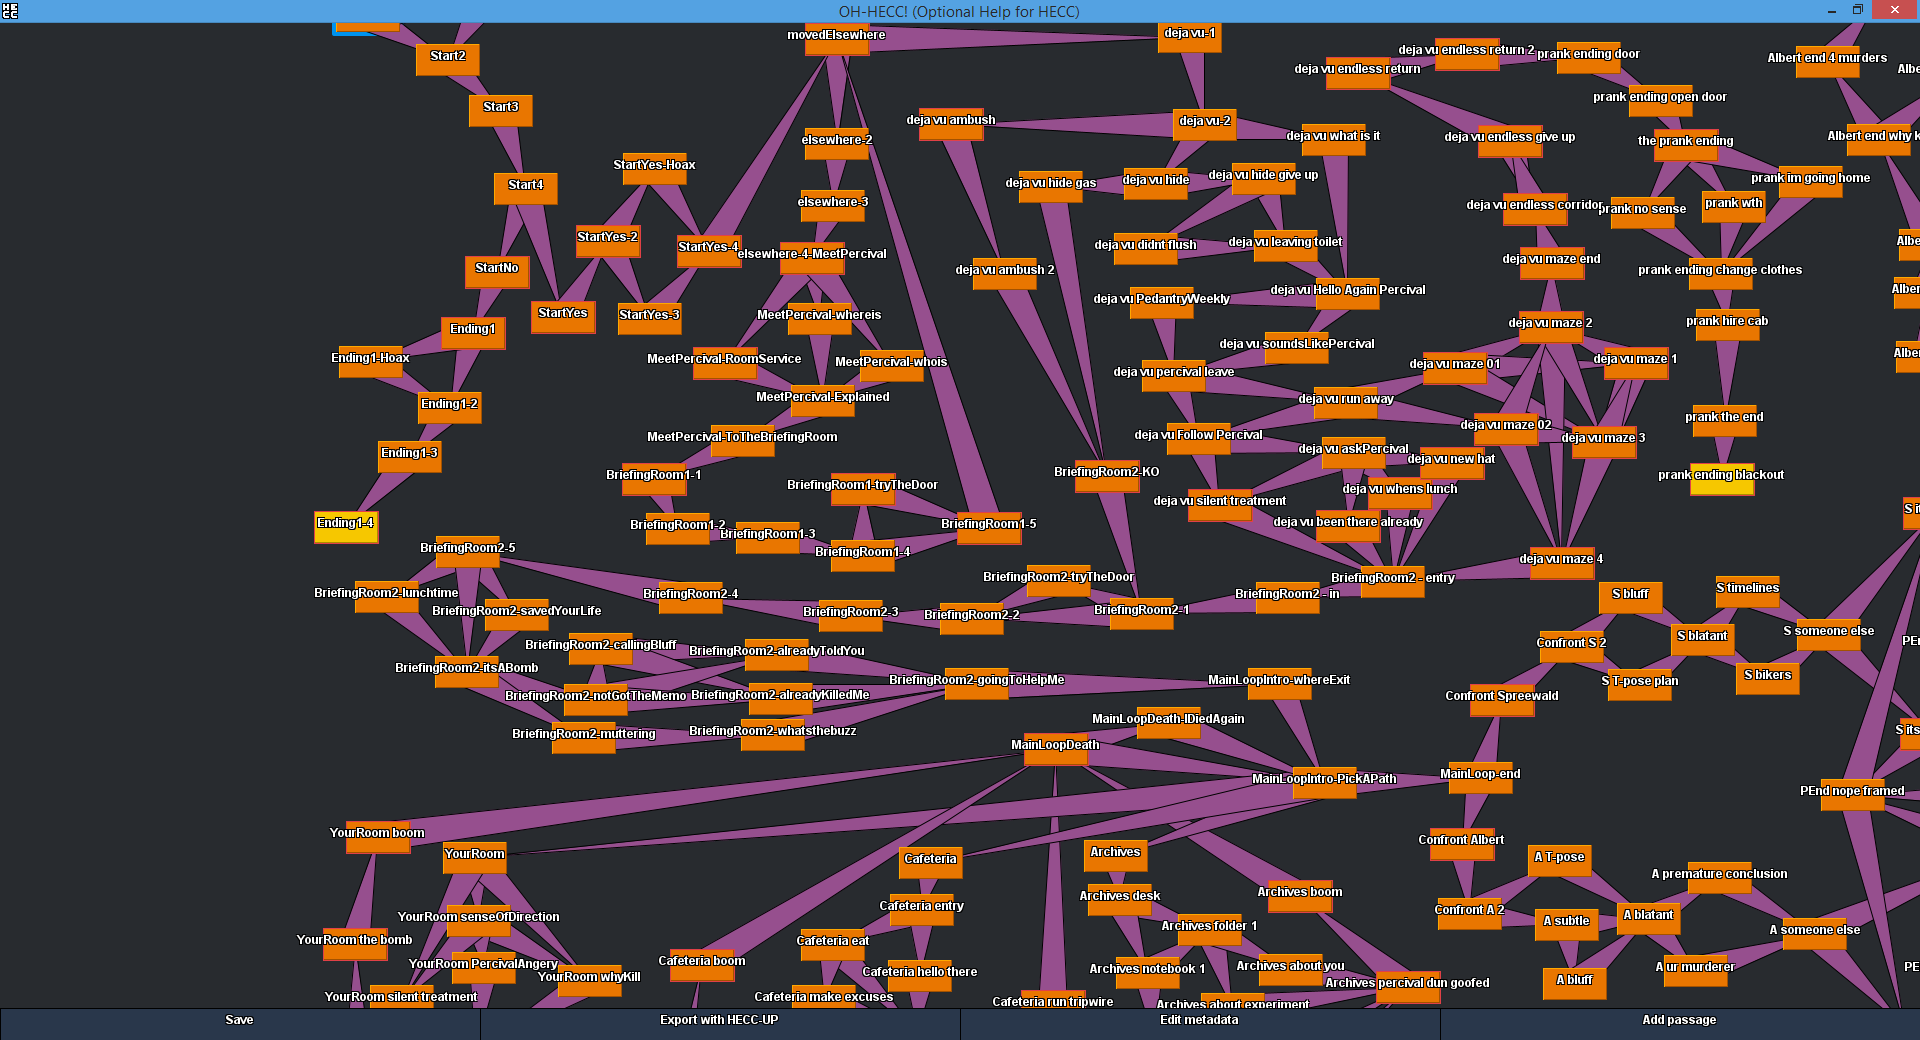 HE
CC
OH-HECC! (Optional Help for HECC)
movedElsewhere
deja vu-1
Start2
deja vu endless return 2
prank ending door
Albert end 4 murders
deja vu endless return
Albe
Start3
prank ending open door
deja vu ambush
deja vu-2
deja vu what is it
deja vu endless give up
the prank ending
Albert end why k
elsewhere-2
StartYes-Hoax
Start4
deja vu hide gas
deja vu hide
deja vu hide give up
prank im going home
elsewhere-3
deja vu endless corridor
prank no sense
prank wth
StartYes-2
StartYes-4
elsewhere-4-MeetPercival
deja vu didnt flush
deja vu leaving toilet
Albe
StartNo
deja vu ambush 2
deja vu maze end
prank ending change clothes
StartYes
StartYes-3
MeetPercival-whereis
deja vu PedantryWeekly
deja vu Hello Again Percival
Alber
Ending1
deja vu maze 2
prank hire cab
Ending1-Hoax
MeetPercival-RoomService
MeetPercival-whois
deja vu soundsLikePercival
deja vu percival leave
deja vu maze 01
deja vu maze 1
Albe
Ending1-2
MeetPercival-Explained
deja vu run away
prank the end
MeetPercival-ToTheBriefingRoom
deja vu Follow Percival
deja vu maze 02
deja vu maze 3
Ending1-3
deja vu askPercival
deja vu new hat
BriefingRoom1-1
BriefingRoom1-tryTheDoor
BriefingRoom2-KO
deja vu whens lunch
prank ending blackout
deja vu silent treatment
Ending1-4
BriefingRoom1-2
BriefingRoom1-3
BriefingRoom1-5
deja vu been there already
S it
BriefingRoom2-5
BriefingRoom1-4
deja vu maze 4
BriefingRoom2-tryTheDoor
BriefingRoom2 - entry
BriefingRoom2-lunchtime
BriefingRoom2-4
BriefingRoom2 - in
S bluff
S timelines
BriefingRoom2-savedYourLife
BriefingRoom2-3
BriefingRoom2-2
BriefingRoom2-1
S blatant
S someone else
BriefingRoom2-callingBluff
BriefingRoom2-alreadyToldYou
Confront S 2
PEn
BriefingRoom2-itsABomb
BriefingRoom2-goingToHelpMe
MainLoopIntro-whereExit
S T-pose plan
S bikers
BriefingRoom2-notGotTheMemo
BriefingRoom2-alreadyKilledMe
Confront Spreewald
BriefingRoom2-muttering
BriefingRoom2-whatsthebuzz
MainLoopDeath-IDiedAgain
S its
MainLoopDeath
MainLoopIntro-PickAPath
MainLoop-end
PEnd nope framed
YourRoom boom
YourRoom
Cafeteria
Archives
Confront Albert
A T-pose
A premature conclusion
YourRoom senseOfDirection
Cafeteria entry
Archives desk
Archives boom
Confront A 2
A subtle
A blatant
A someone else
YourRoom the bomb
Cafeteria eat
Archives folder 1
YourRoom PercivalAngery
YourRoom whyKill
Cafeteria boom
Cafeteria hello there
Archives notebook 1
Archives about you
Archives percival dun goofed
A bluff
A ur murderer
PE
YourRoom silent treatment
Cafeteria make excuses
Cafeteria run tripwire
Archives about experiment
Save
Export with HECC-UP
Edit metadata
Add passage